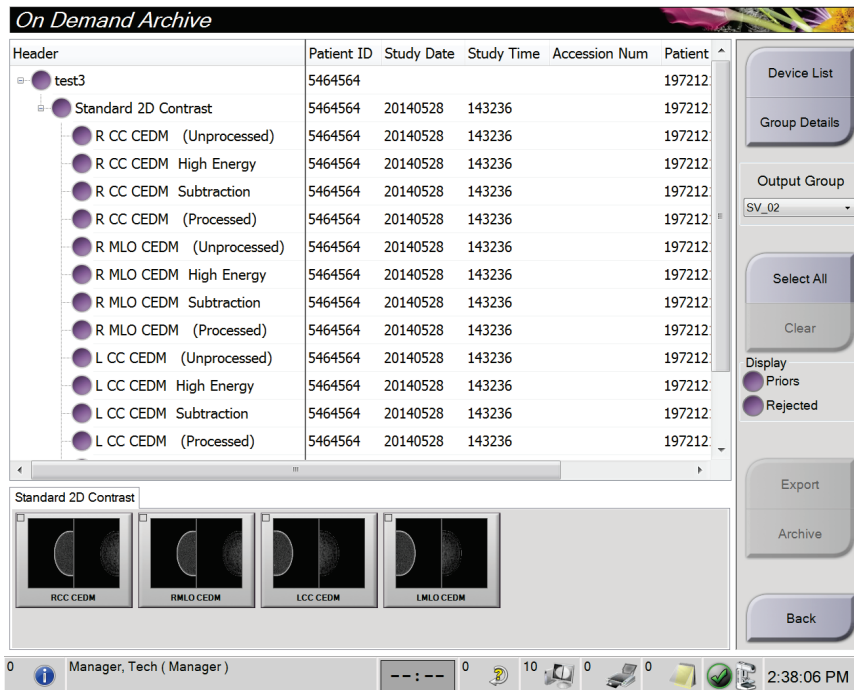 On Demand Archive
Header Patient ID Study Date Study Time Accession Num Patient
test3 5464564 197212
Standard 2D Contrast 5464564 20140528 143236 197212
R CC CEDM (Unprocessed) 5464564 20140528 143236 197212
R CC CEDM High Energy 5464564 20140528 143236 197212
R CC CEDM Subtraction 5464564 20140528 143236 197212
R CC CEDM (Processed) 5464564 20140528 143236 197212
R MLO CEDM (Unprocessed) 5464564 20140528 143236 197212
R MLO CEDM High Energy 5464564 20140528 143236 197212
R MLO CEDM Subtraction 5464564 20140528 143236 197212
R MLO CEDM (Processed) 5464564 20140528 143236 197212
L CC CEDM (Unprocessed) 5464564 20140528 143236 197212
L CC CEDM High Energy 5464564 20140528 143236 197212
L CC CEDM Subtraction 5464564 20140528 143236 197212
L CC CEDM (Processed) 5464564 20140528 143236 197212
Device List
Group Details
Output Group
SV_02
Select All
Clear
Display
Priors
Rejected
Export
Archive
Back
Standard 2D Contrast
RCC CEDM RMLO CEDM LCC CEDM LMLO CEDM
0 Manager, Tech ( Manager ) --:-- 0 10 0 0 2:38:06 PM